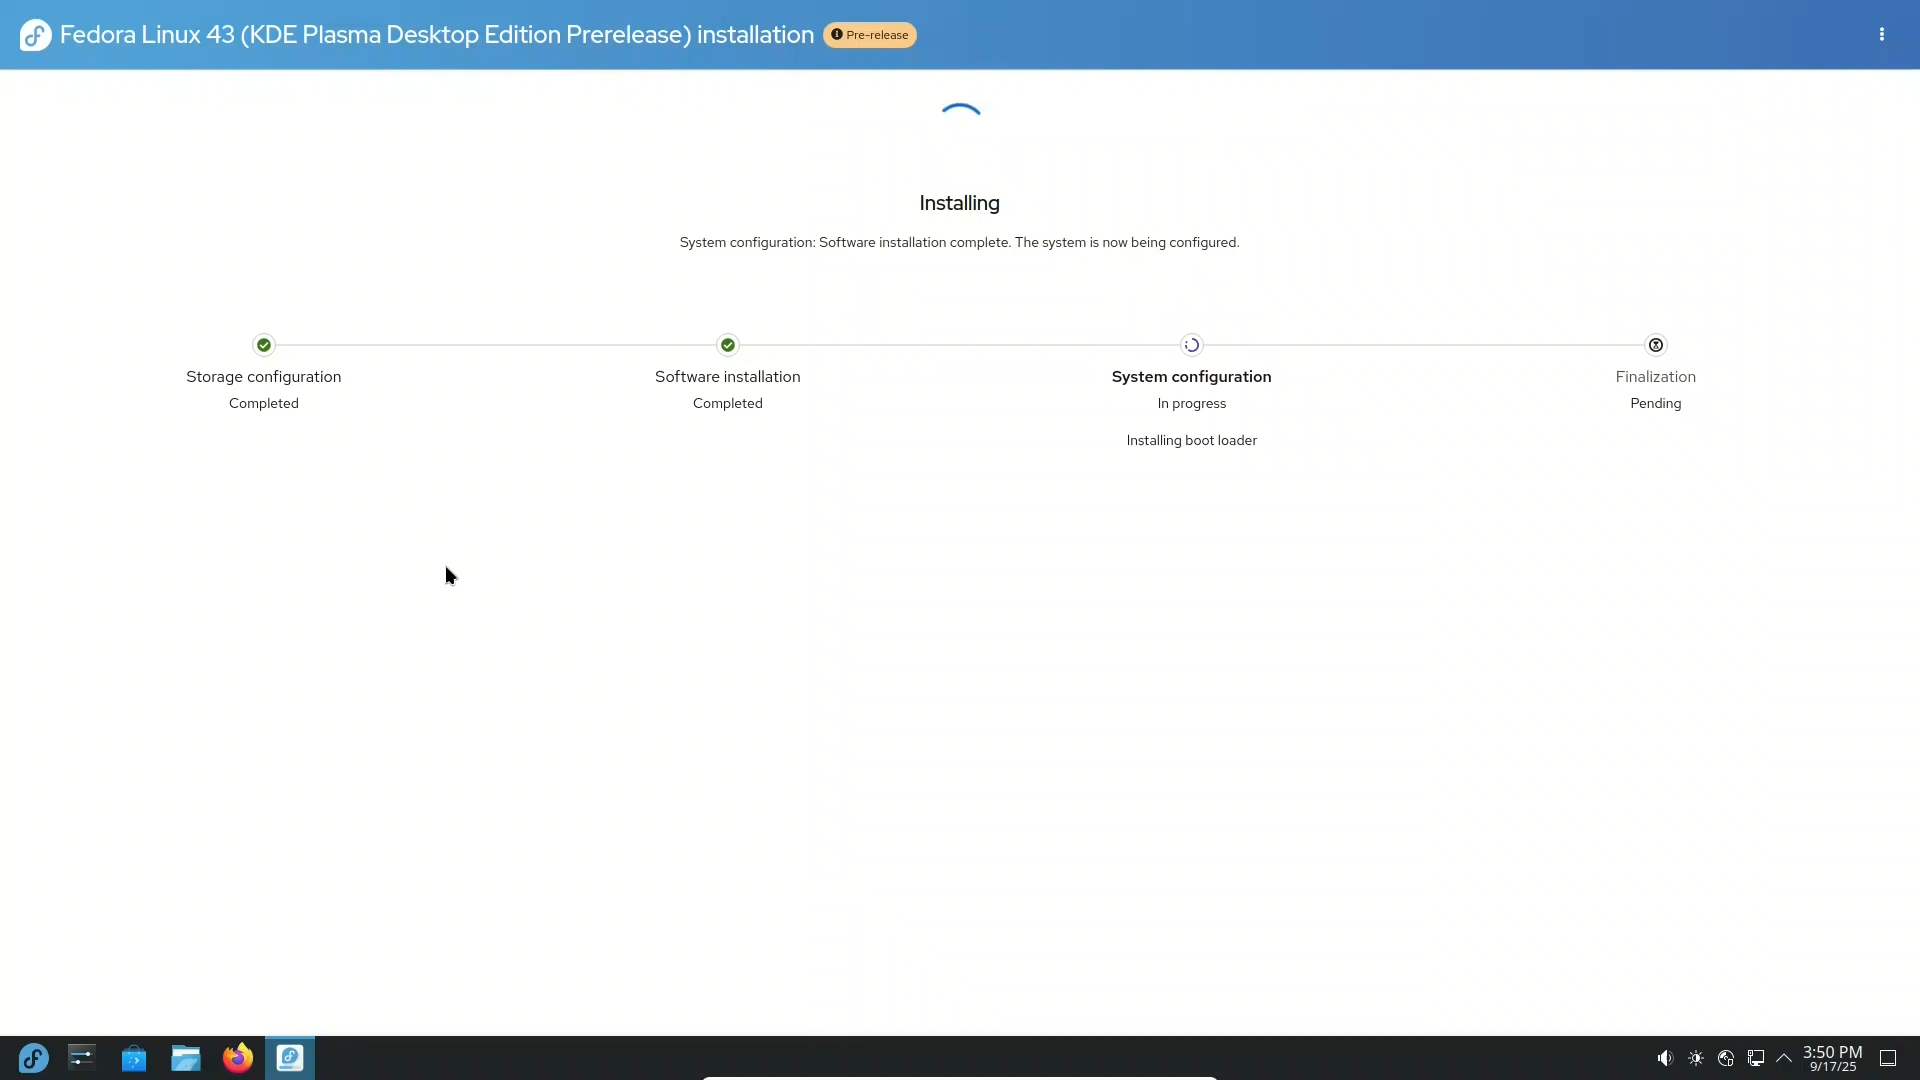 Fedora Linux 43 (KDE Plasma Desktop Edition Prerelease) installation
Pre-release
Installing
System configuration: Software installation complete. The system is now being configured.
Storage configuration
Completed
Software installation
Completed
System configuration
In progress
Installing boot loader
Finalization
Pending
3:50 PM
9/17/25